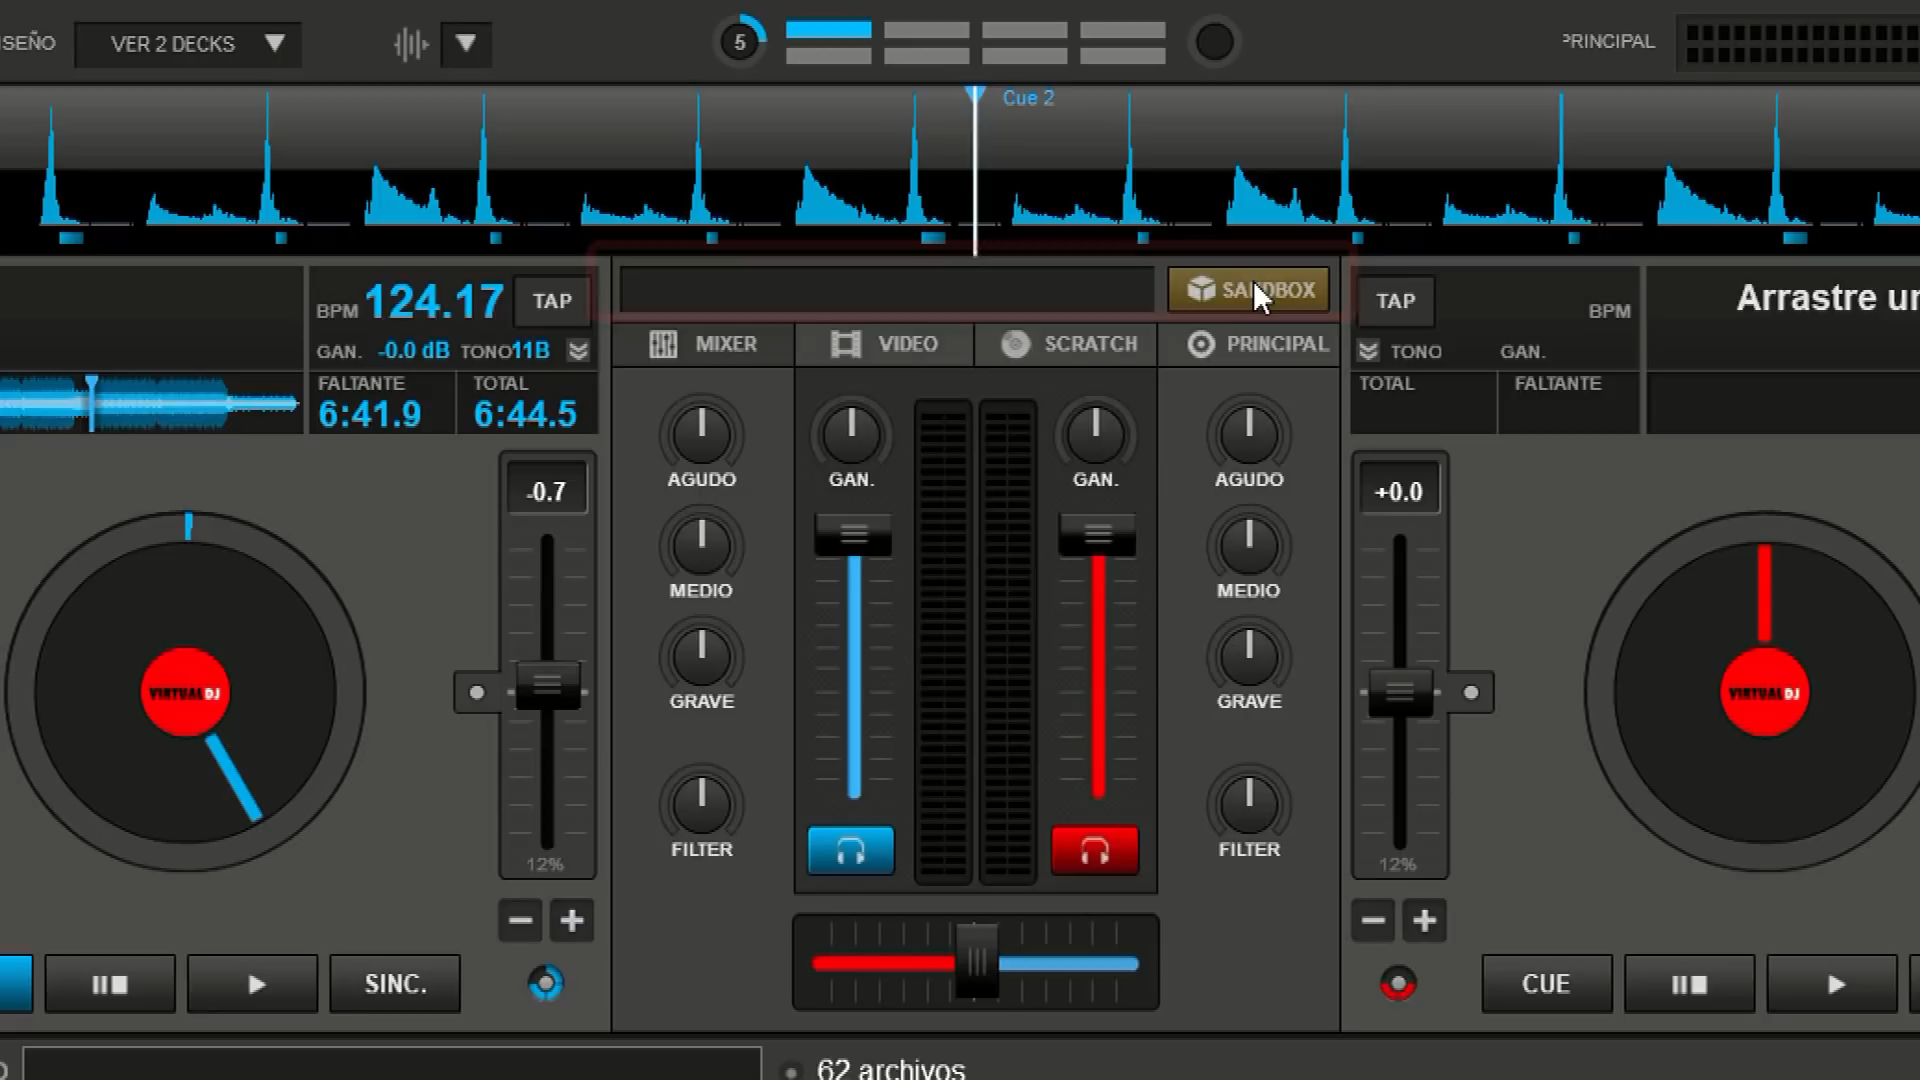 SEÑO
VER 2 DECKS
5
PRINCIPAL
Cue 2
BPM 124.17
TAP
SANDBOX
TAP
BPM
Arrastre un
GAN. -0.0 dB TONO 11B
MIXER
VIDEO
SCRATCH
PRINCIPAL
TONO
GAN.
FALTANTE
6:41.9
TOTAL
6:44.5
TOTAL
FALTANTE
AGUDO
GAN.
GAN.
AGUDO
-0.7
+0.0
MEDIO
MEDIO
VIRTUAL DJ
GRAVE
GRAVE
VIRTUAL DJ
FILTER
FILTER
12%
12%
SINC.
CUE
62 archivos